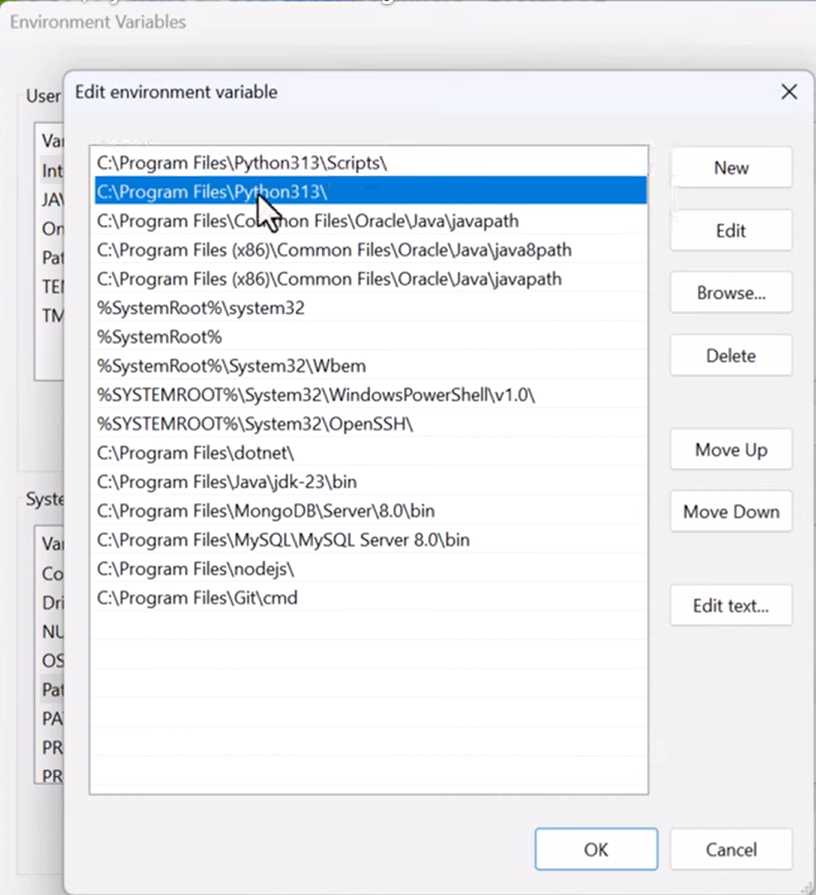 Environment Variables
Edit environment variable
User
C:\Program Files\Python313\Scripts\
New
C:\Program Files\Python313\
C:\Program Files\Common Files\Oracle\Java\javapath
Edit
C:\Program Files (x86)\Common Files\Oracle\Java\java8path
C:\Program Files (x86)\Common Files\Oracle\Java\javapath
Browse...
%SystemRoot%\system32
%SystemRoot%
Delete
%SystemRoot%\System32\Wbem
%SYSTEMROOT%\System32\WindowsPowerShell\v1.0\
%SYSTEMROOT%\System32\OpenSSH\
C:\Program Files\dotnet\
Move Up
C:\Program Files\Java\jdk-23\bin
C:\Program Files\MongoDB\Server\8.0\bin
Move Down
C:\Program Files\MySQL\MySQL Server 8.0\bin
C:\Program Files\nodejs\
C:\Program Files\Git\cmd
Edit text...
OK
Cancel